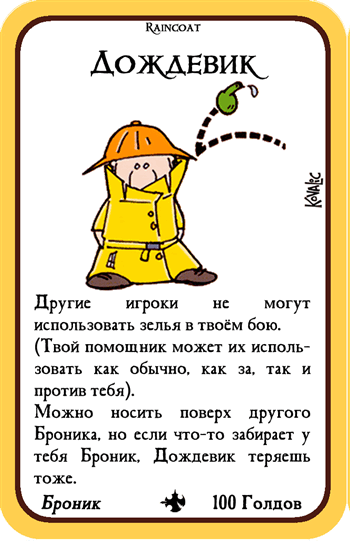 Raincoat
Дождевик
Kovalic
Другие игроки не могут
использовать зелья в твоём бою.
(Твой помощник может их исполь-
зовать как обычно, как за, так и
против тебя).
Можно носить поверх другого
Броника, но если что-то забирает у
тебя Броник, Дождевик теряешь
тоже.
Броник 100 Голдов